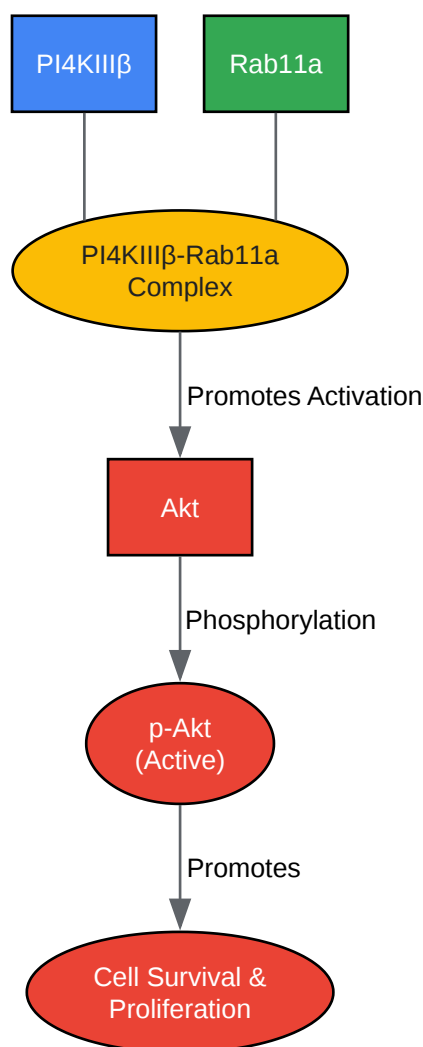 PI4KIIIβ
Rab11a
PI4KIIIβ-Rab11a
Complex
Promotes Activation
Akt
Phosphorylation
p-Akt
(Active)
Promotes
Cell Survival &
Proliferation